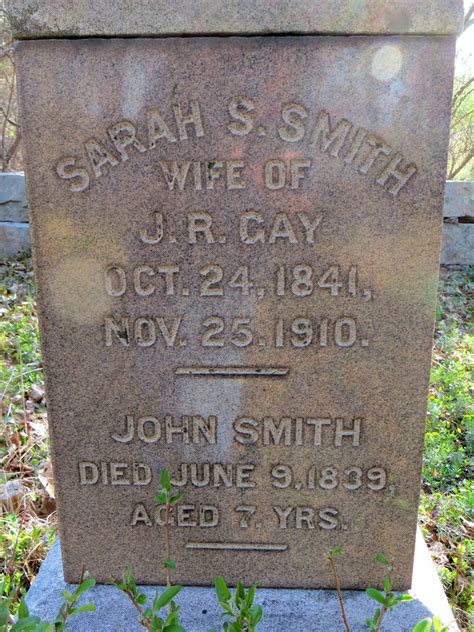 SARAH S. SMITH
WIFE OF
J. R. GAY
OCT. 24, 1841,
NOV. 25. 1910.
JOHN SMITH
DIED JUNE 9, 1839,
AGED 7. YRS.